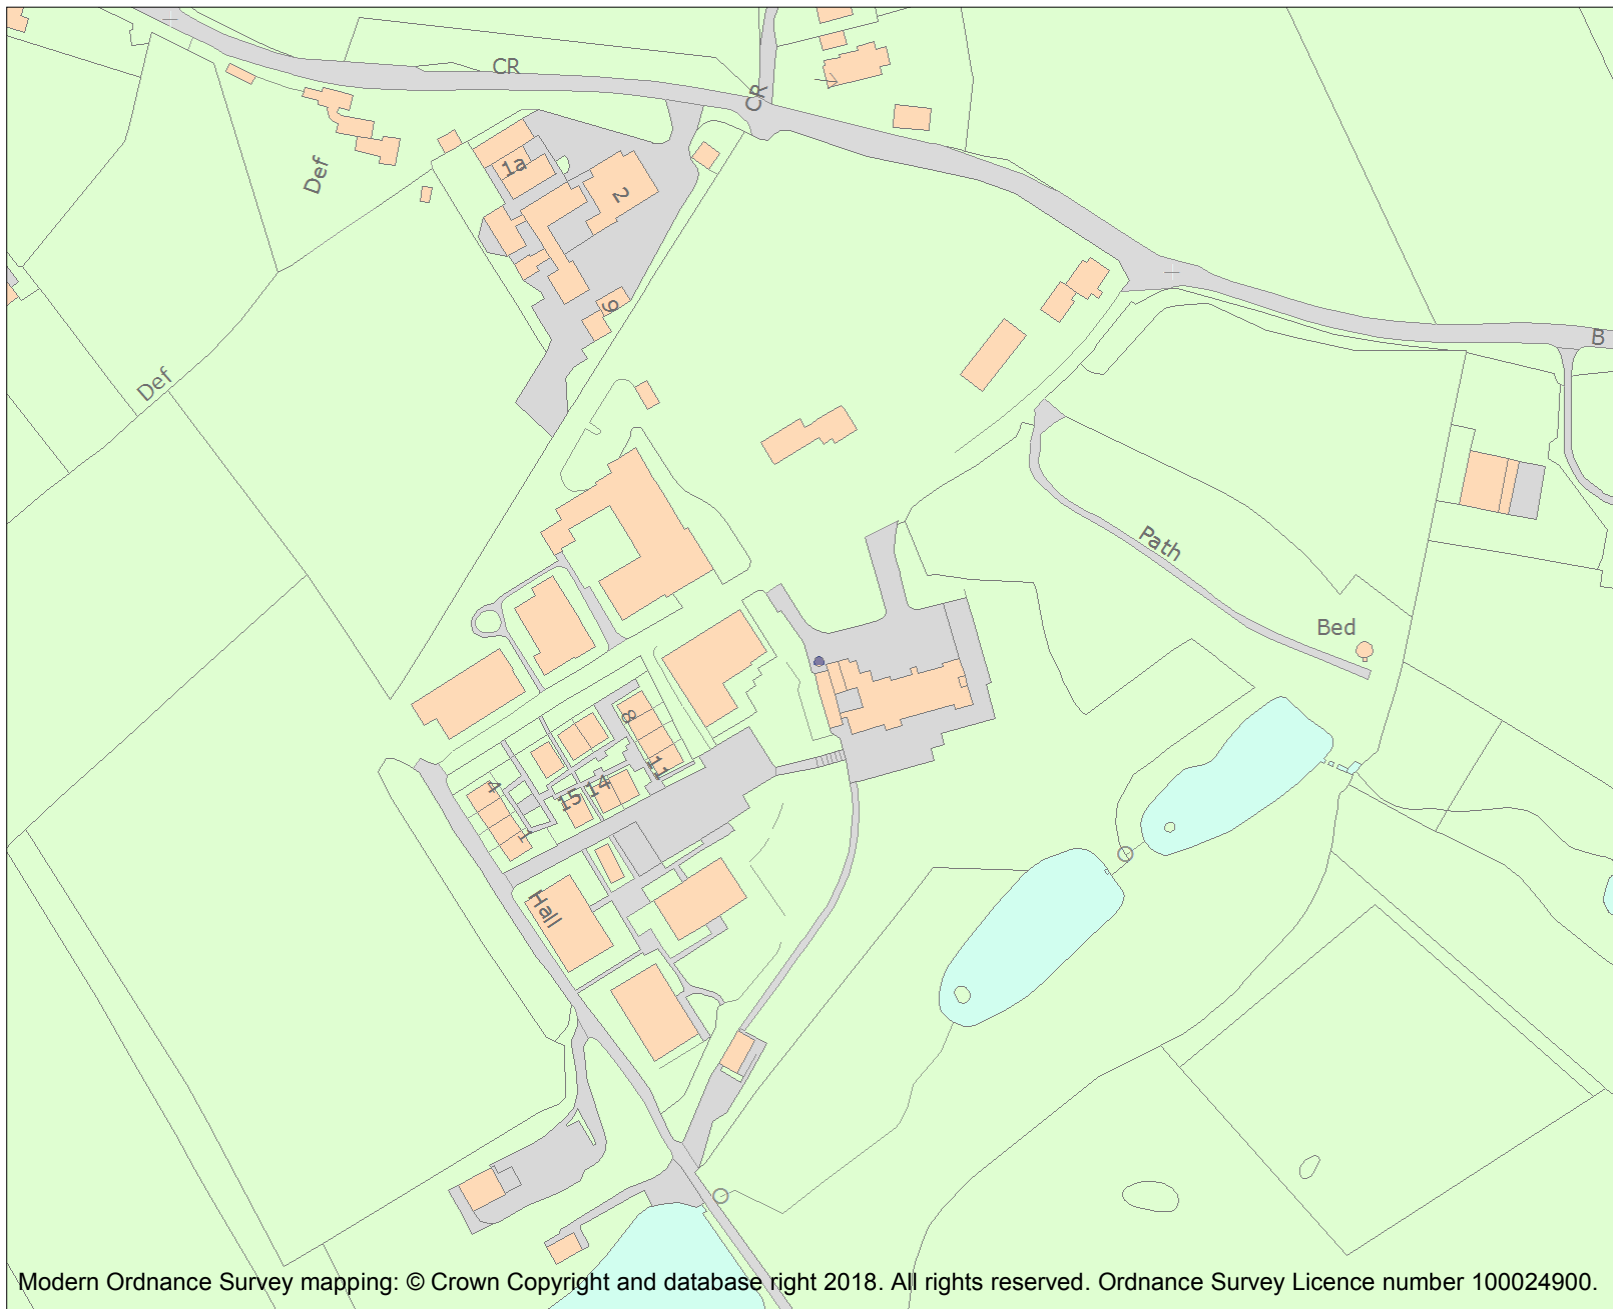 CR
CR
1a
Def
2
9
B
Def
Path
Bed
8
11
4
15
14
1
Hall
Modern Ordnance Survey mapping: © Crown Copyright and database right 2018. All rights reserved. Ordnance Survey Licence number 100024900.